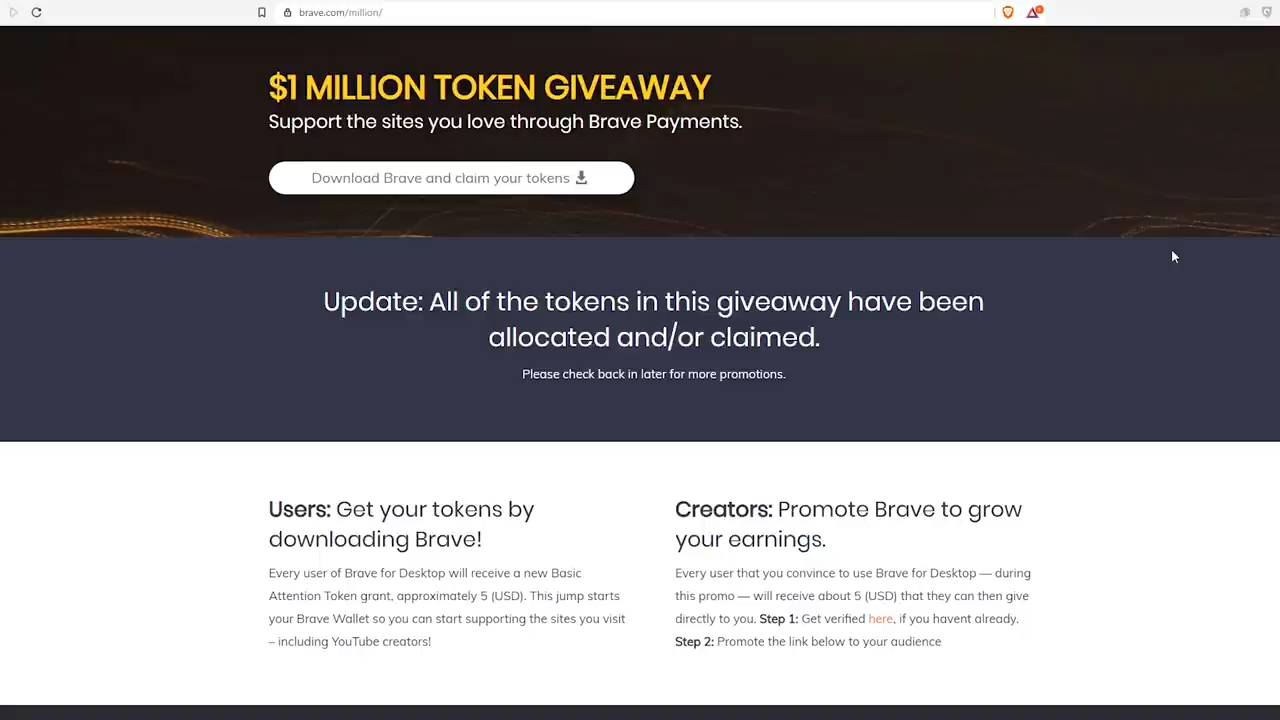 brave.com/million/
$1 MILLION TOKEN GIVEAWAY
Support the sites you love through Brave Payments.
Download Brave and claim your tokens
Update: All of the tokens in this giveaway have been
allocated and/or claimed.
Please check back in later for more promotions.
Users: Get your tokens by
downloading Brave!
Every user of Brave for Desktop will receive a new Basic
Attention Token grant, approximately 5 (USD). This jump starts
your Brave Wallet so you can start supporting the sites you visit
– including YouTube creators!
Creators: Promote Brave to grow
your earnings.
Every user that you convince to use Brave for Desktop — during
this promo — will receive about 5 (USD) that they can then give
directly to you. Step 1: Get verified here, if you havent already.
Step 2: Promote the link below to your audience